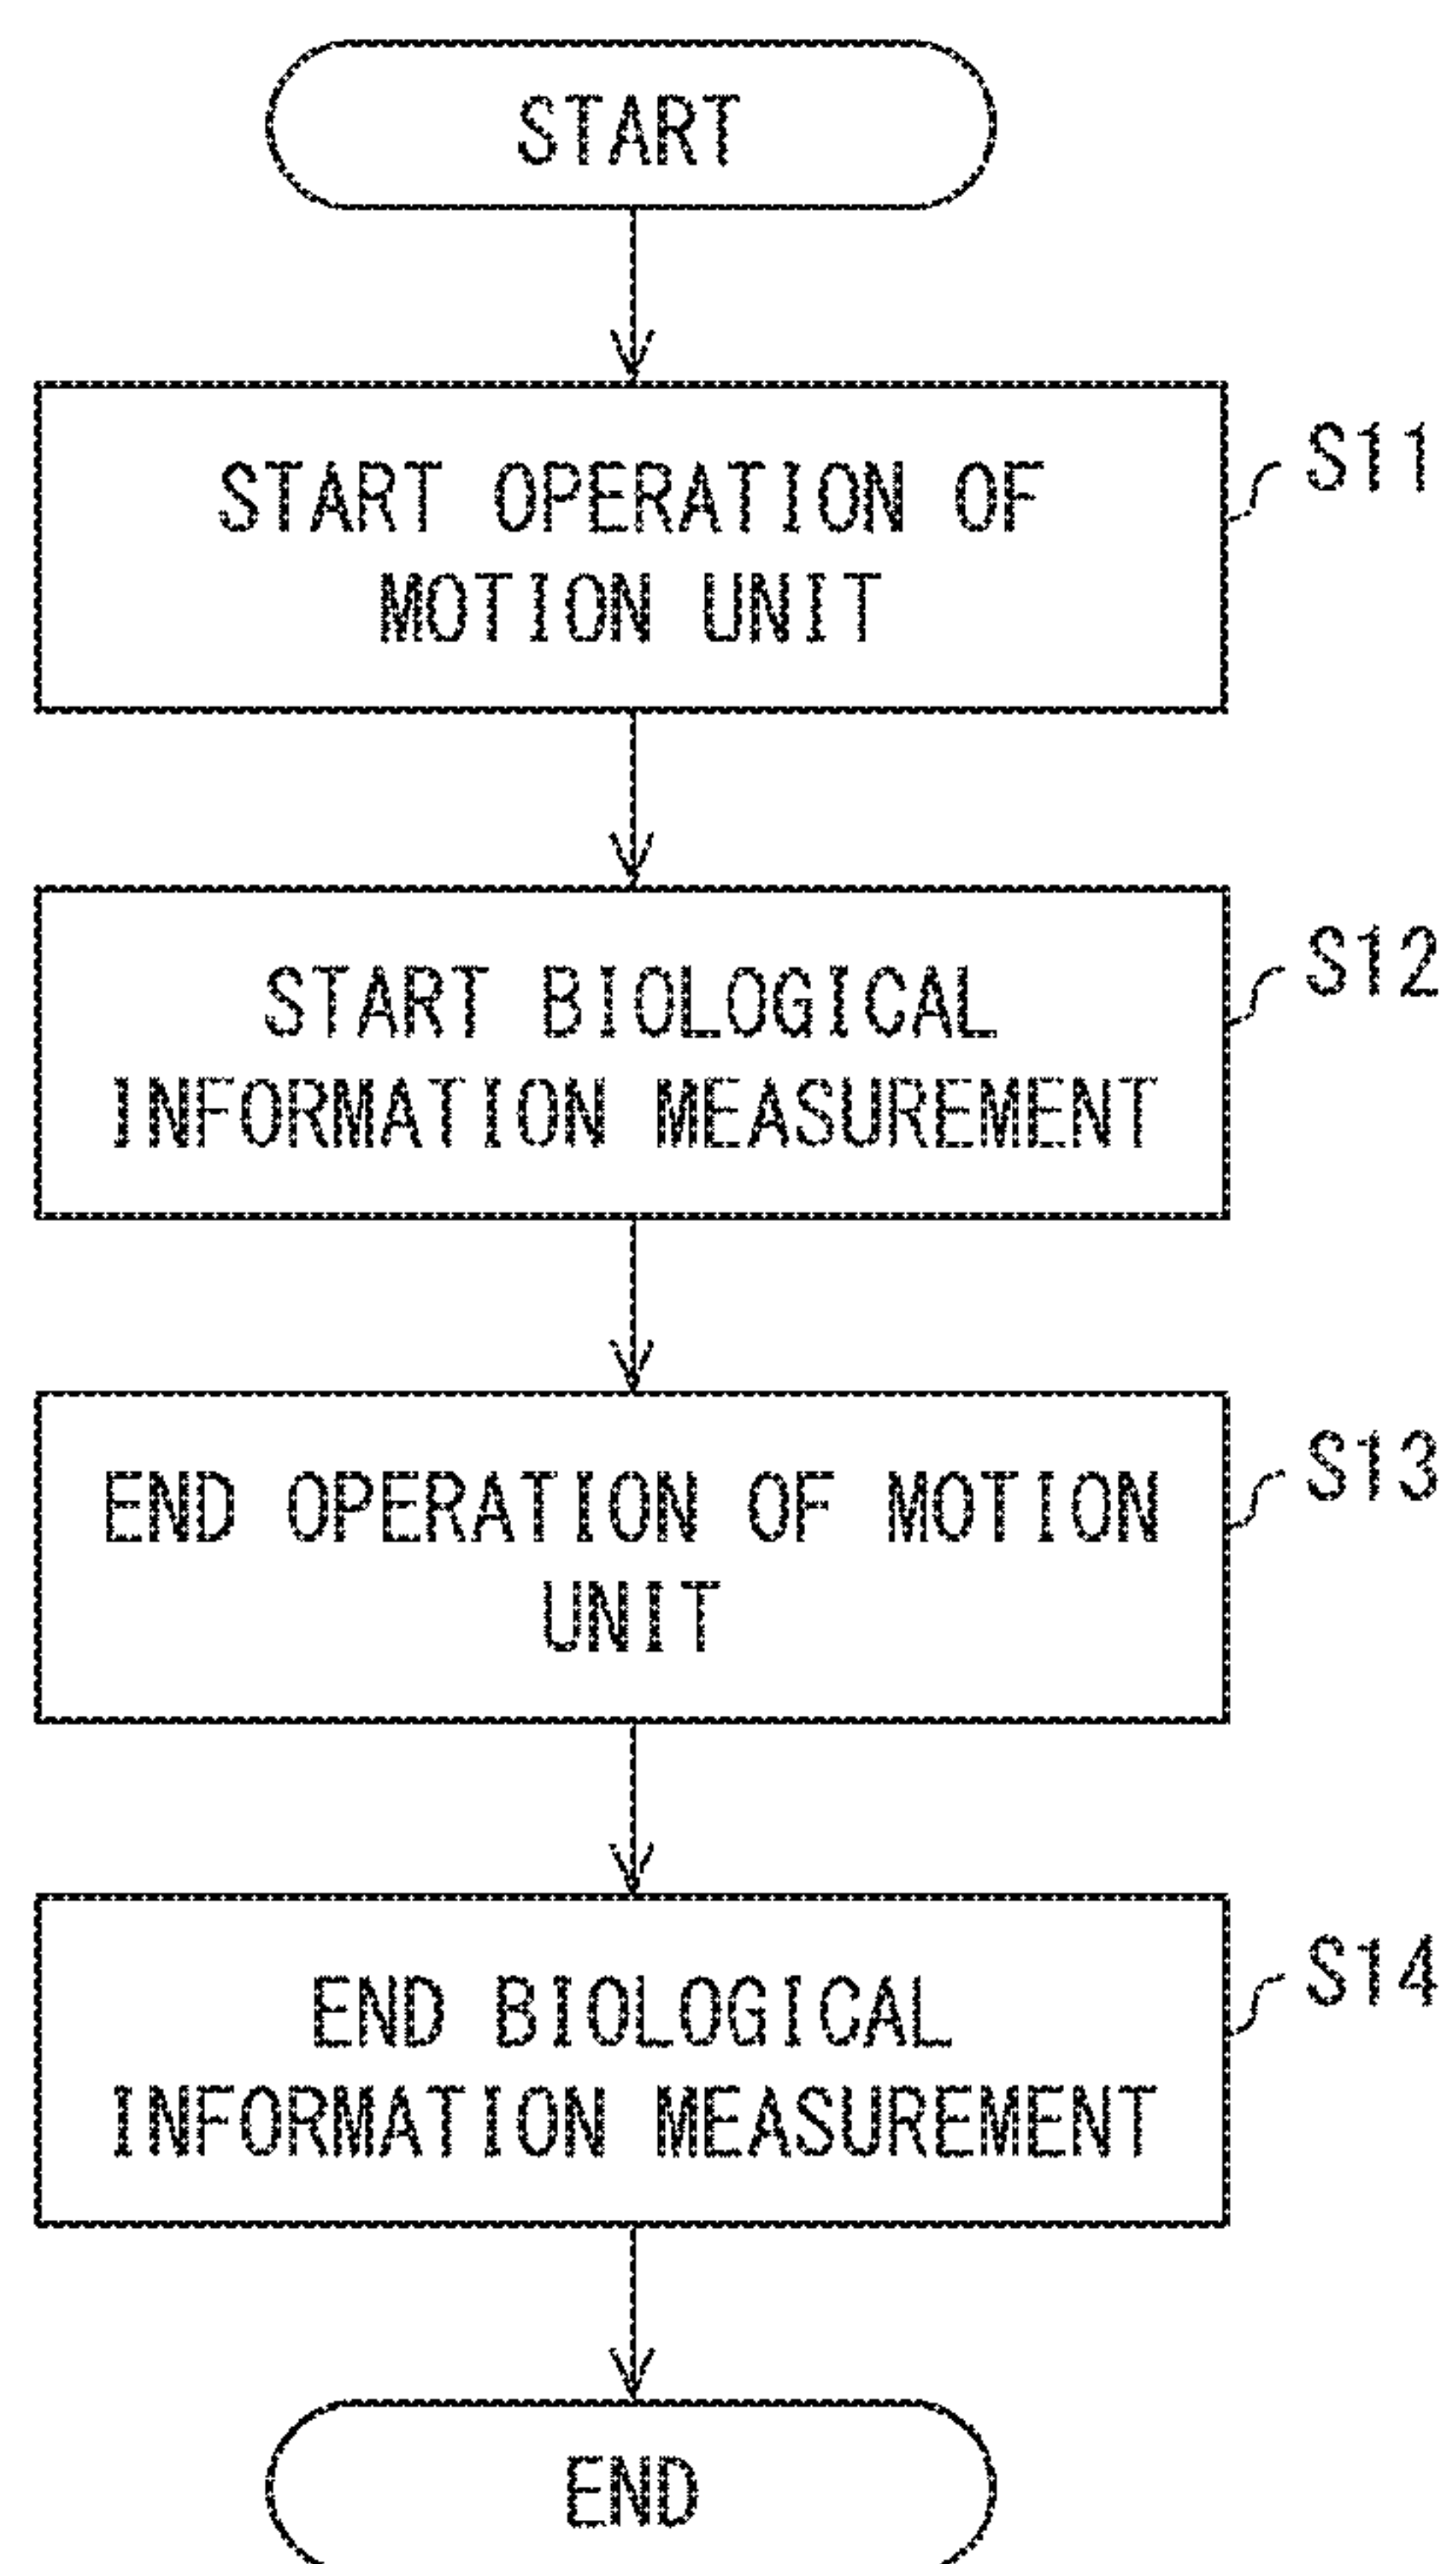 START
START OPERATION OF
MOTION UNIT
S11
START BIOLOGICAL
INFORMATION MEASUREMENT
S12
END OPERATION OF MOTION
UNIT
S13
END BIOLOGICAL
INFORMATION MEASUREMENT
S14
END